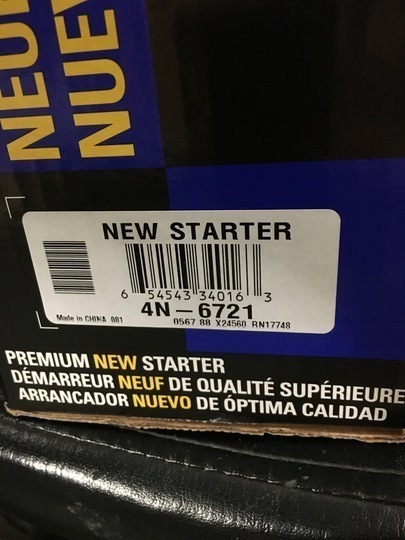 NEUF
NUEV
NEW STARTER
6 54543 34016 3
4N-6721
Made in CHINA 001
0567 88 X24560 RN17748
PREMIUM NEW STARTER
DÉMARREUR NEUF DE QUALITÉ SUPÉRIEURE
ARRANCADOR NUEVO DE ÓPTIMA CALIDAD